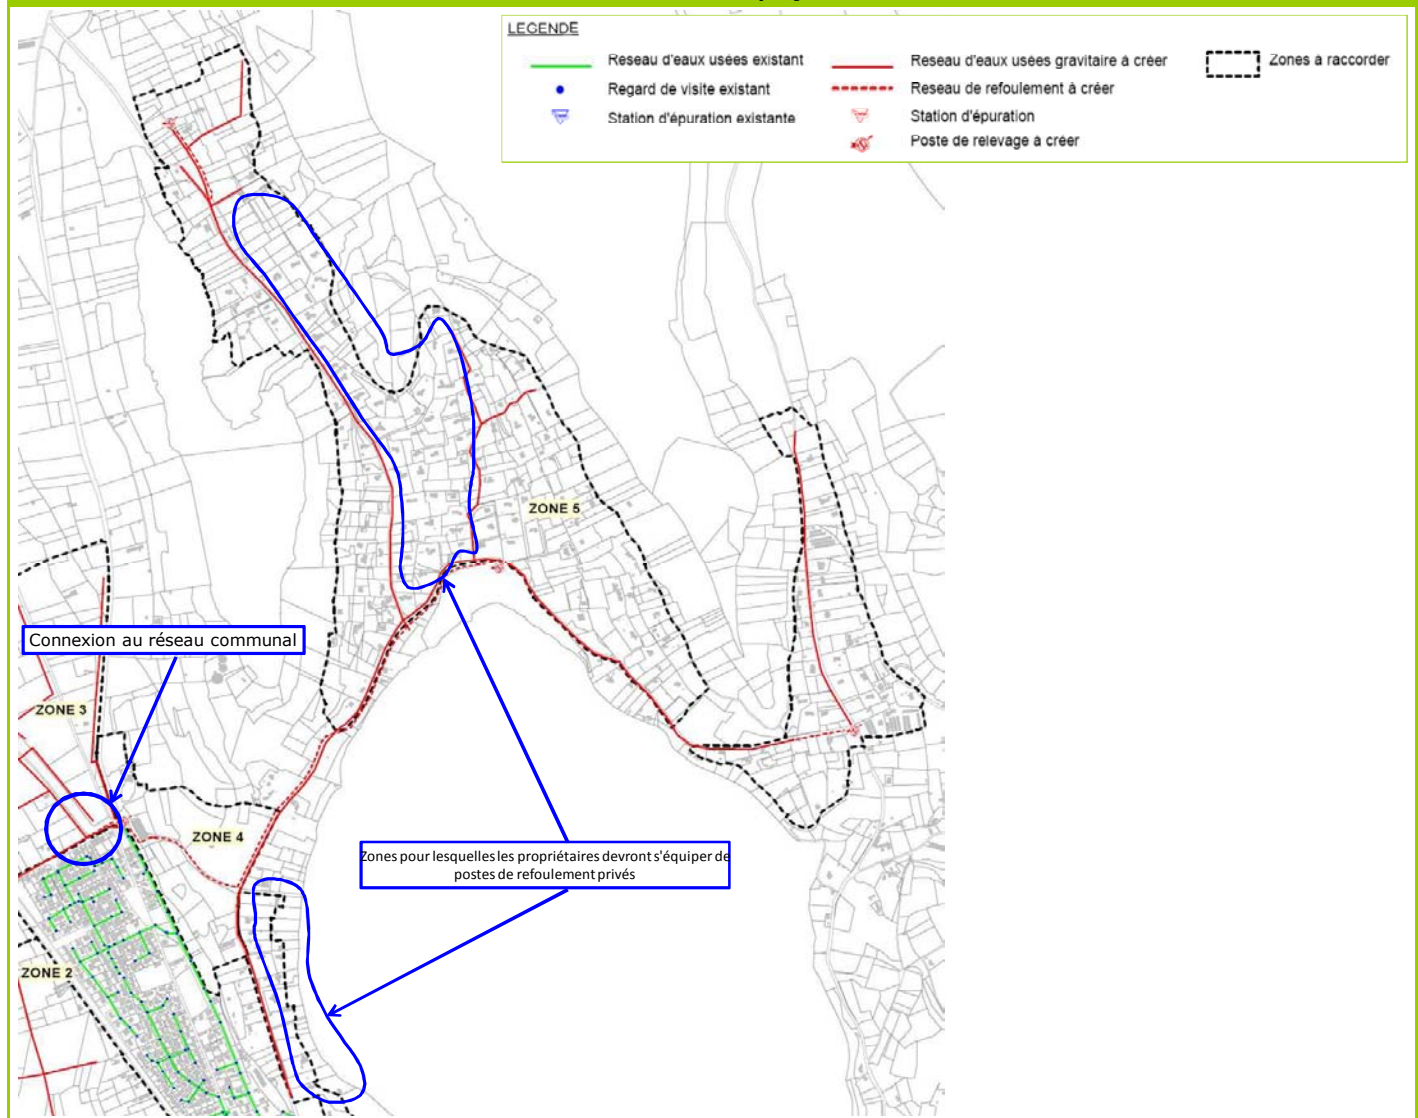 LEGENDE
Reseau d'eaux usées existant
Regard de visite existant
Station d'épuration existante
Reseau d'eaux usées gravitaire à créer
Reseau de refoulement à créer
Station d'épuration
Poste de relevage à créer
Zones à raccorder
ZONE 5
Connexion au réseau communal
ZONE 3
ZONE 4
Zones pour lesquelles les propriétaires devront s'équiper de
postes de refoulement privés
ZONE 2